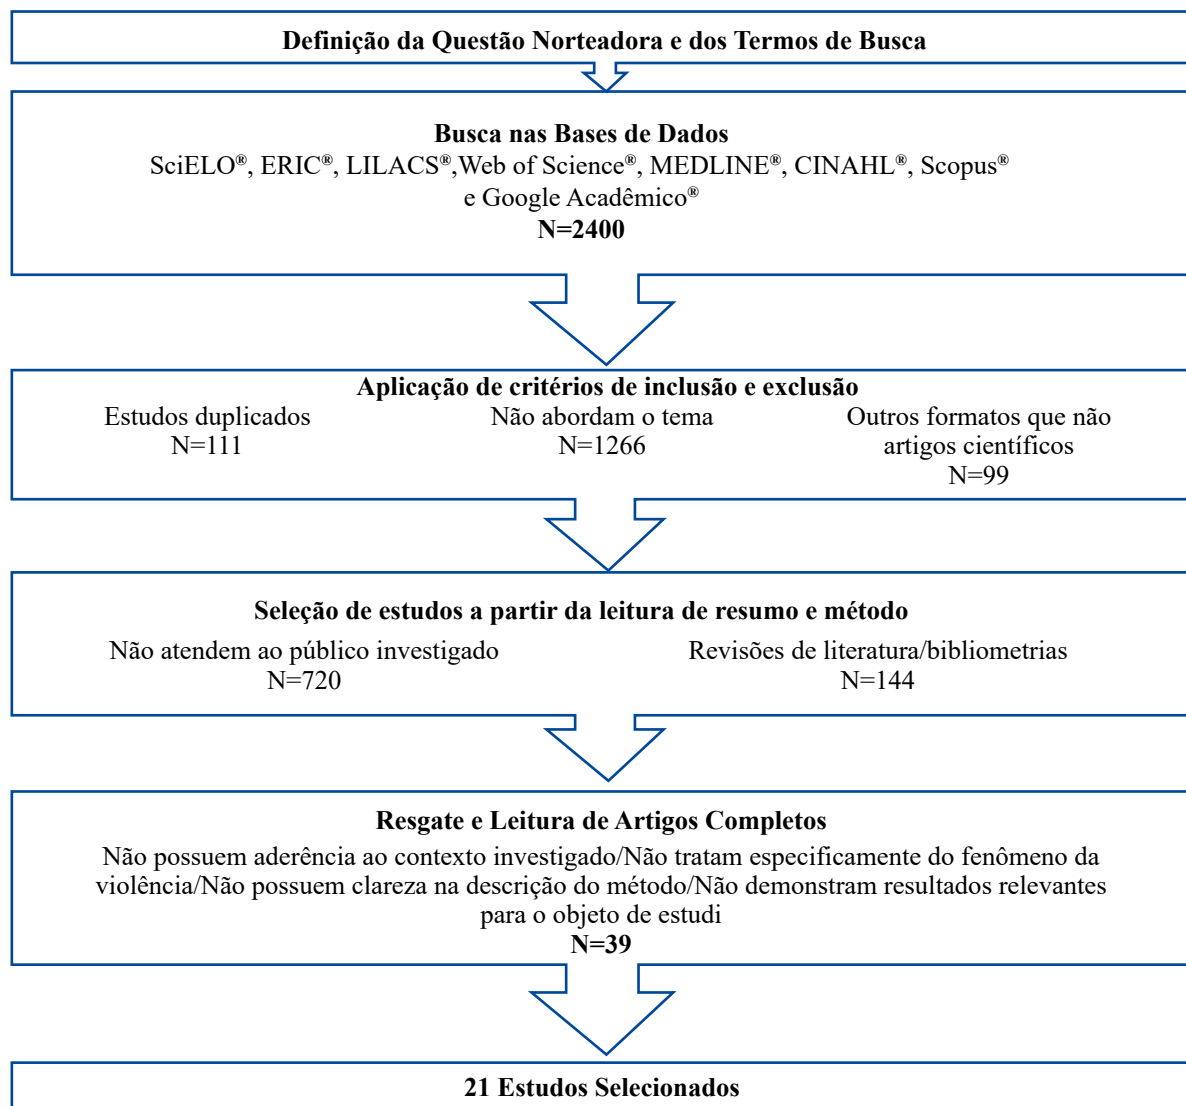 Definição da Questão Norteadora e dos Termos de Busca
Busca nas Bases de Dados
SciELO®, ERIC®, LILACS®,Web of Science®, MEDLINE®, CINAHL®, Scopus®
e Google Acadêmico®
N=2400
Aplicação de critérios de inclusão e exclusão
Estudos duplicados
N=111
Não abordam o tema
N=1266
Outros formatos que não
artigos científicos
N=99
Seleção de estudos a partir da leitura de resumo e método
Não atendem ao público investigado
N=720
Revisões de literatura/bibliometrias
N=144
Resgate e Leitura de Artigos Completos
Não possuem aderência ao contexto investigado/Não tratam especificamente do fenômeno da
violência/Não possuem clareza na descrição do método/Não demonstram resultados relevantes
para o objeto de estudi
N=39
21 Estudos Selecionados